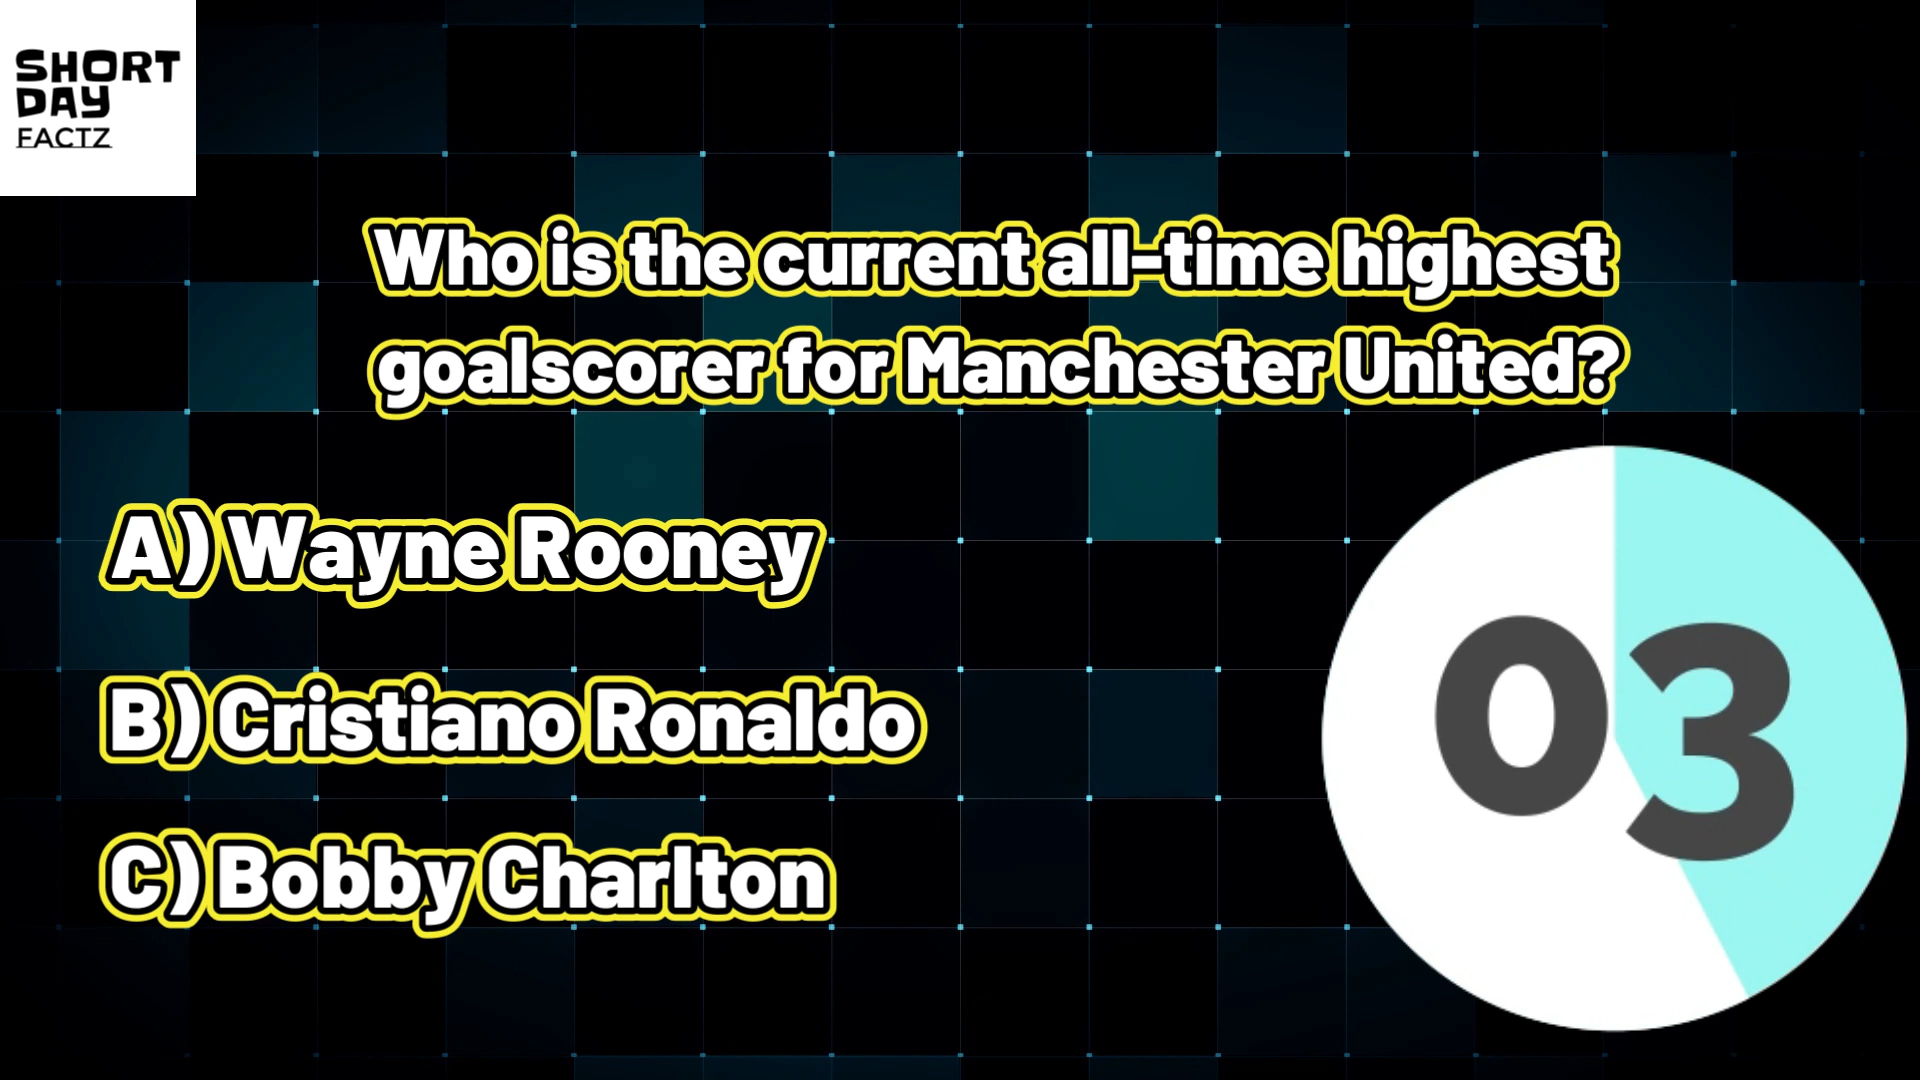 SHORT
DAY
FACTZ
Who is the current all-time highest
goalscorer for Manchester United?
A) Wayne Rooney
B) Cristiano Ronaldo
C) Bobby Charlton
03